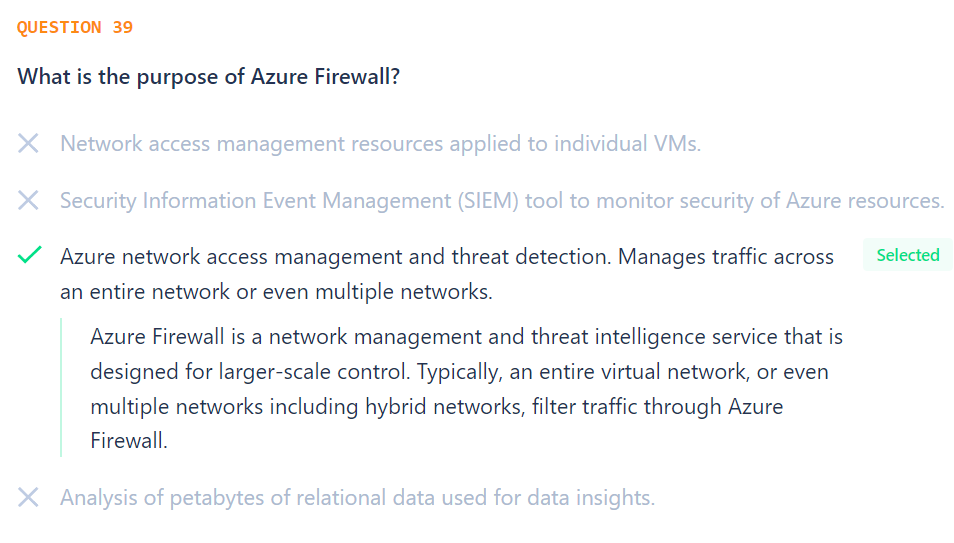 QUESTION 39
What is the purpose of Azure Firewall?
Network access management resources applied to individual VMs.
Security Information Event Management (SIEM) tool to monitor security of Azure resources.
Azure network access management and threat detection. Manages traffic across
Selected
an entire network or even multiple networks.
Azure Firewall is a network management and threat intelligence service that is
designed for larger-scale control. Typically, an entire virtual network, or even
multiple networks including hybrid networks, filter traffic through Azure
Firewall.
Analysis of petabytes of relational data used for data insights.